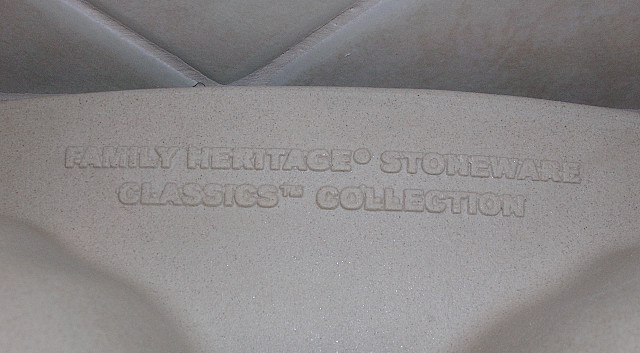 FAMILY HERITAGE® STONEWARE
CLASSICS™ COLLECTION